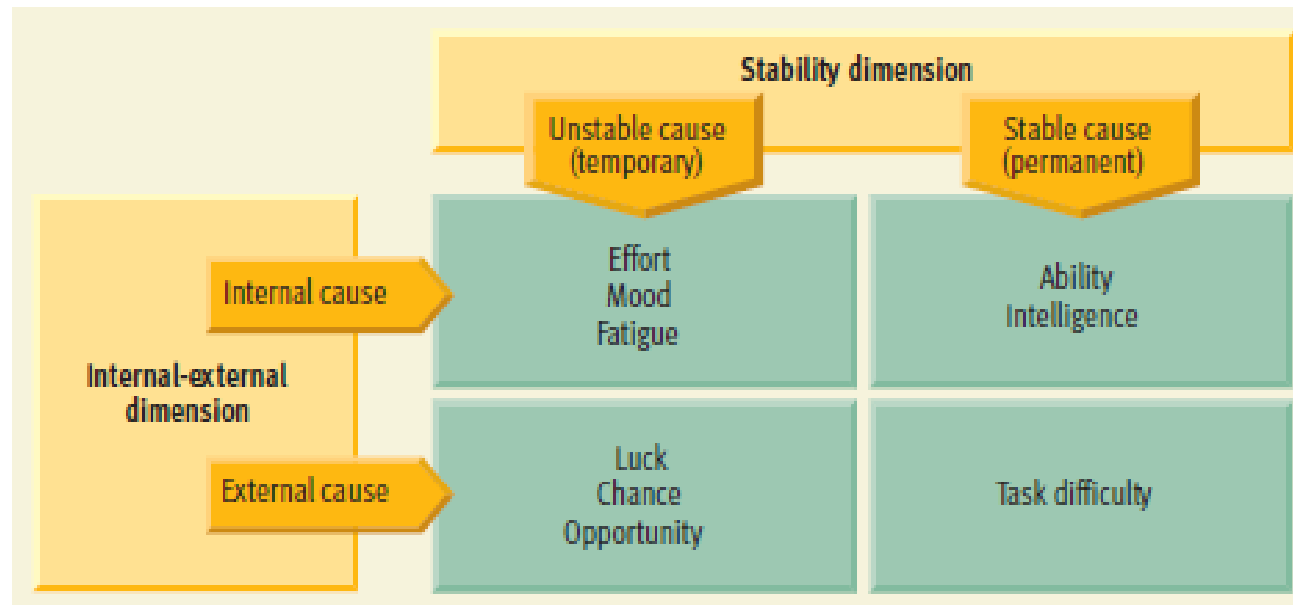 Stability dimension
Unstable cause
(temporary)
Stable cause
(permanent)
Internal-external
dimension
Internal cause
Effort
Mood
Fatigue
Ability
Intelligence
External cause
Luck
Chance
Opportunity
Task difficulty